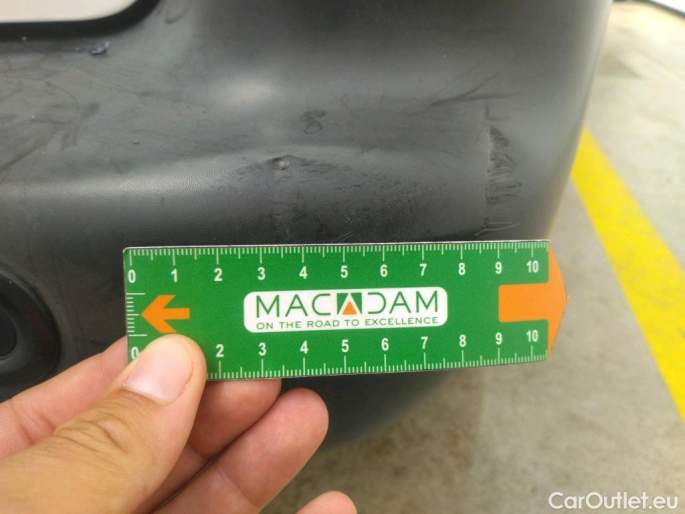 0 1 2 3 4 5 6 7 8 9 10
MACADAM
ON THE ROAD TO EXCELLENCE
0 2 3 4 5 6 7 8 9 10
CarOutlet.eu